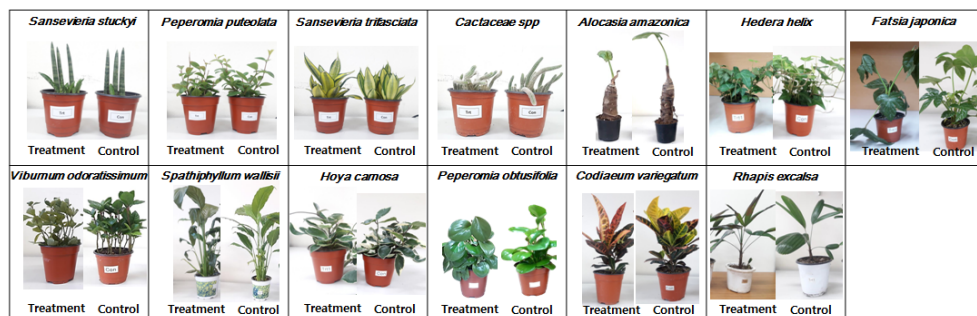 Sansevieria stuckyi
Peperomia puteolata
Sansevieria trifasciata
Cactaceae spp
Alocasia amazonica
Hedera helix
Fatsia japonica
Treatment Control
Treatment Control
Treatment Control
Treatment Control
Treatment Control
Treatment Control
Treatment Control
Viburnum odoratissimum
Spathiphyllum wallisii
Hoya carnosa
Peperomia obtusifolia
Codiaeum variegatum
Rhapis excalsa
Con
Treatment Control
Treatment Control
Treatment Control
Treatment Control
Treatment Control
Treatment Control